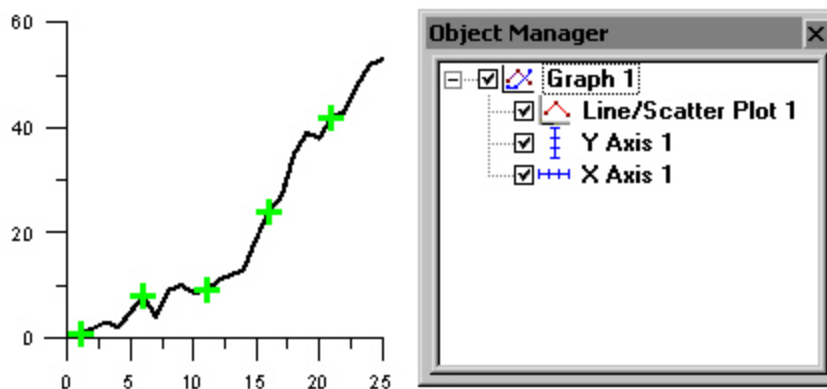 60
40
20
0
0 5 10 15 20 25
Object Manager
Graph 1
Line/Scatter Plot 1
Y Axis 1
X Axis 1